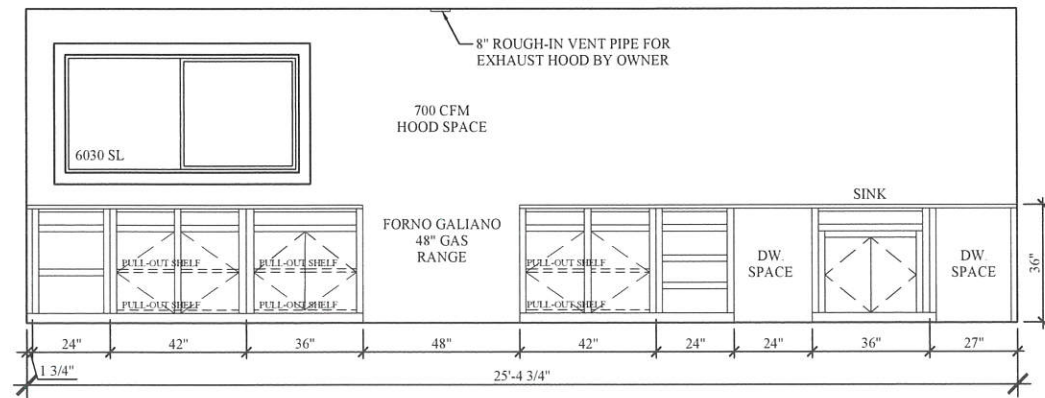 8" ROUGH-IN VENT PIPE FOR
EXHAUST HOOD BY OWNER
700 CFM
HOOD SPACE
6030 SL
SINK
FORNO GALIANO
48" GAS
RANGE
PULL-OUT SHELF
PULL-OUT SHELF
PULL-OUT SHELF
PULL-OUT SHELF
PULL-OUT SHELF
PULL-OUT SHELF
DW.
SPACE
DW.
SPACE
36"
24"
42"
36"
48"
42"
24"
24"
36"
27"
1 3/4"
25'-4 3/4"